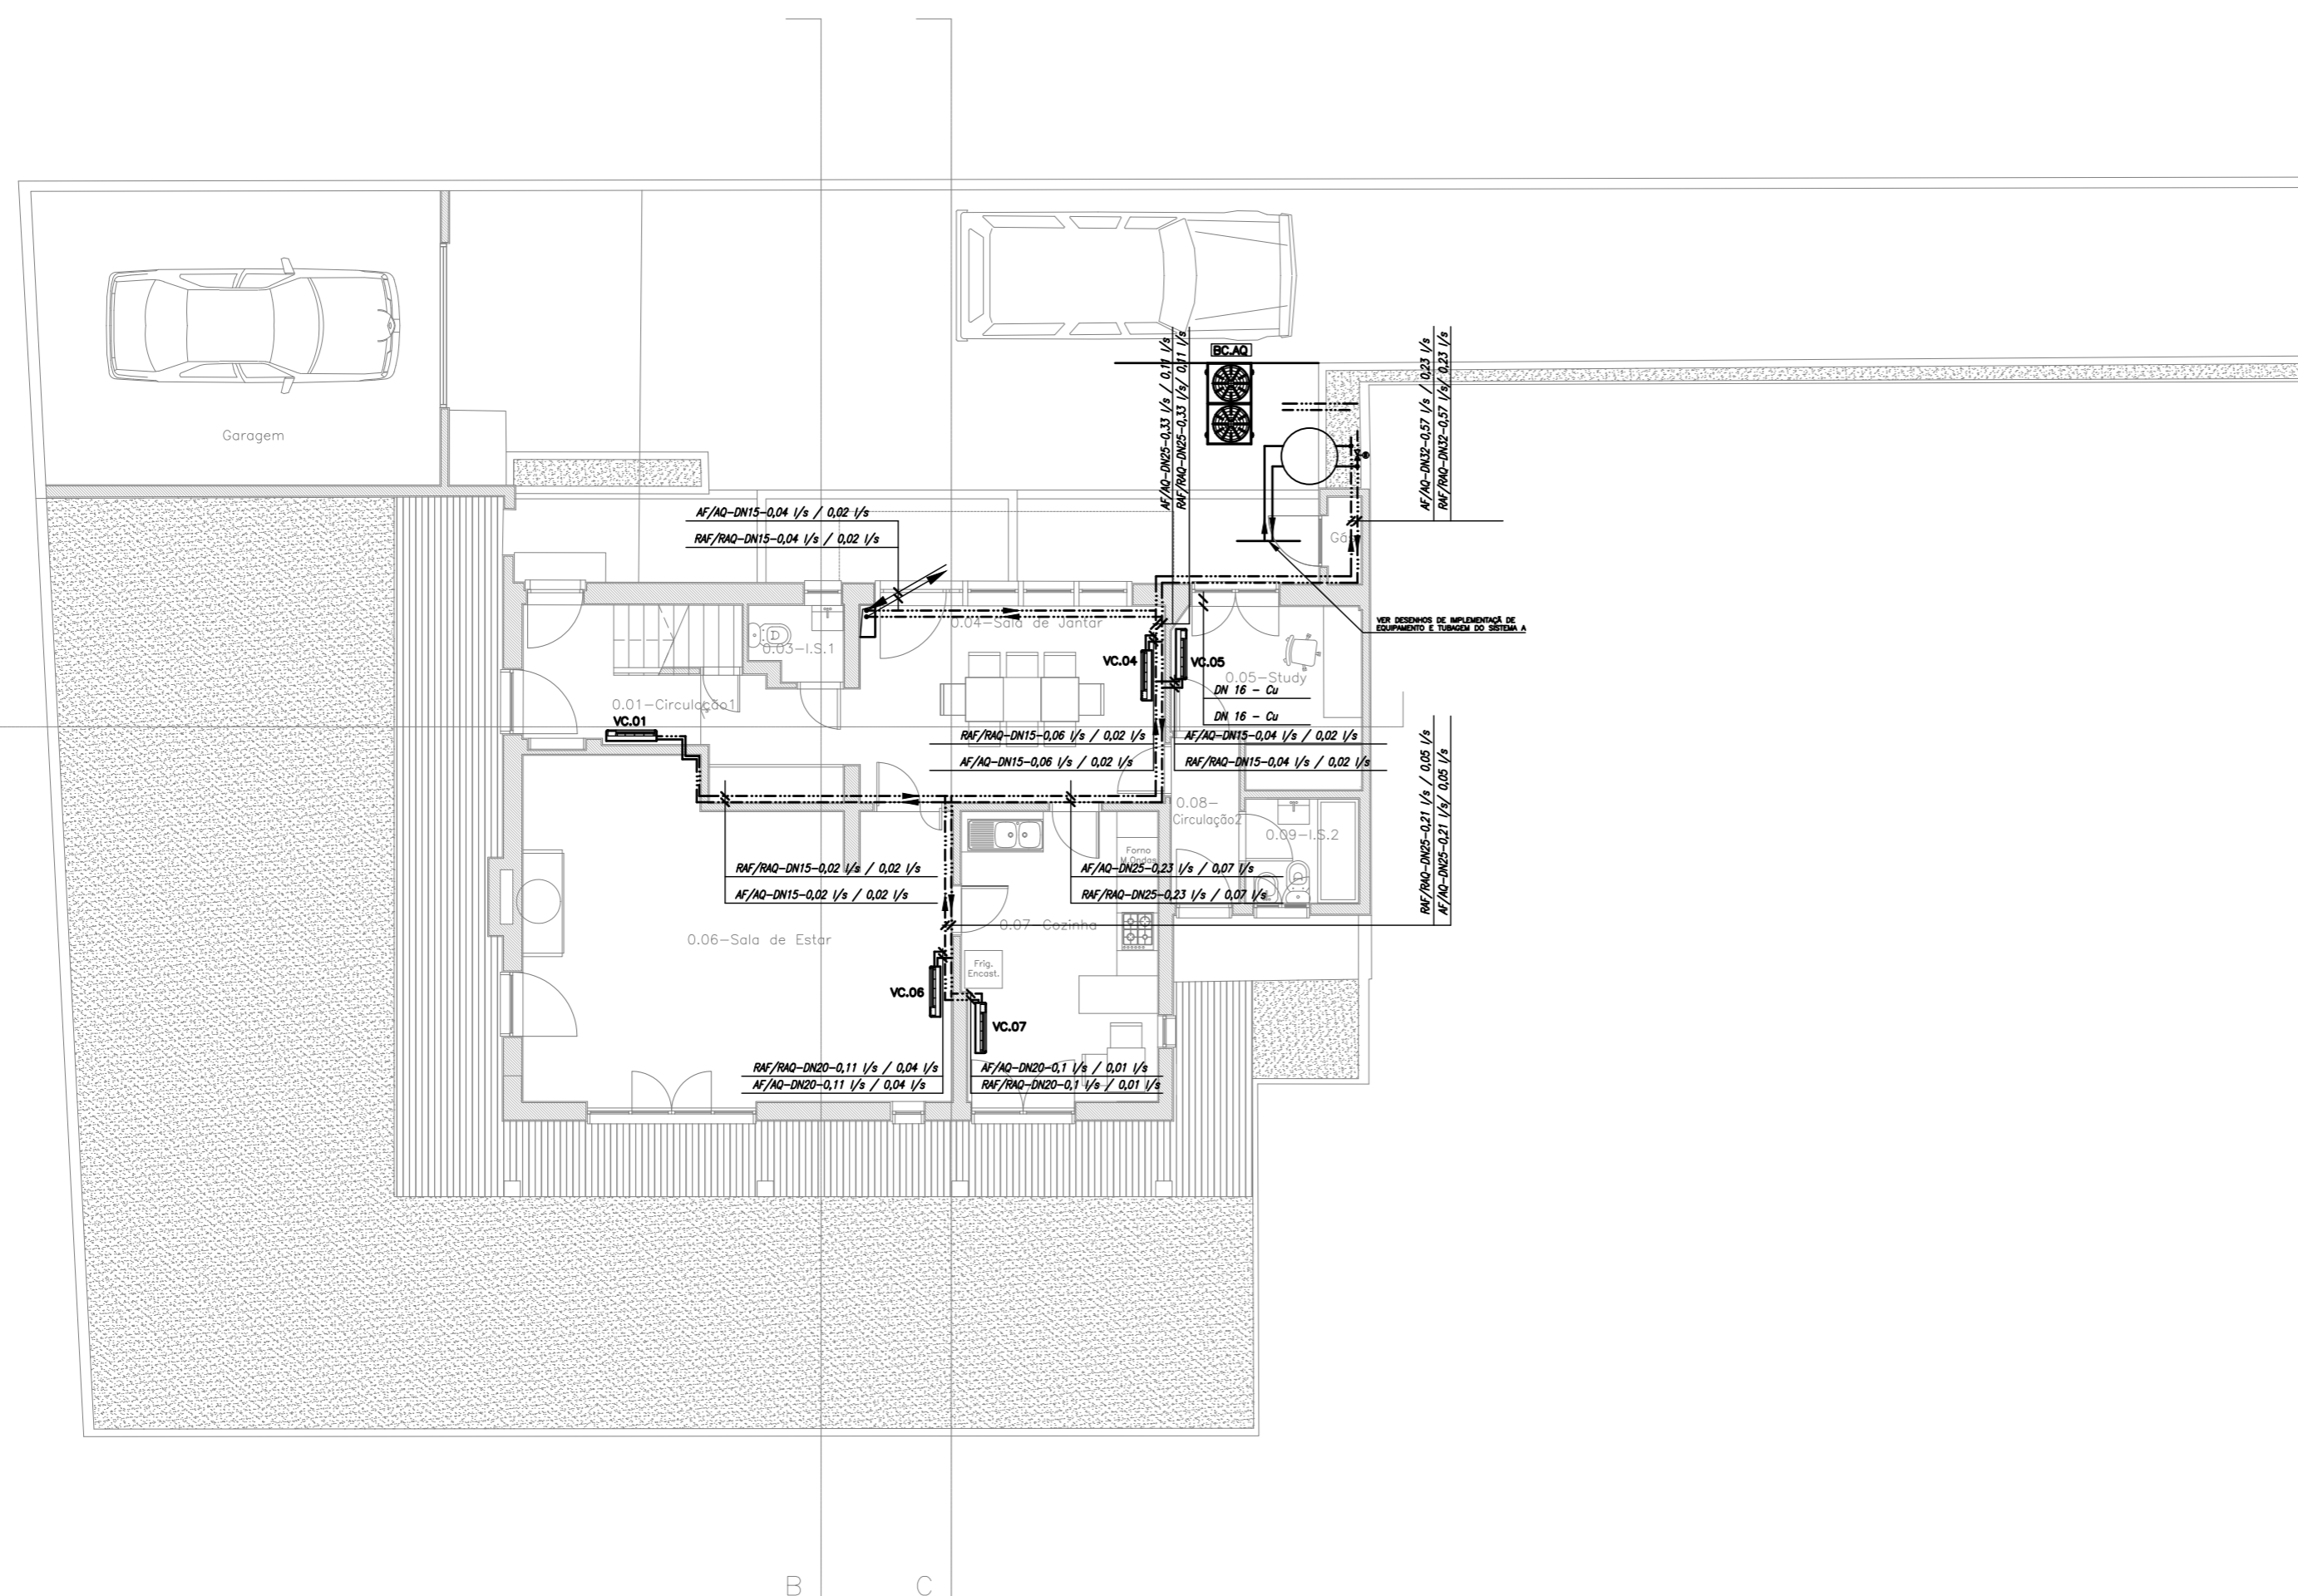 AF/AQ-DN25-0,33 l/s / 0,11 l/s
RAF/RAQ-DN25-0,33 l/s/ 0,11 l/s
BC.AQ
AF/AQ-DN32-0,57 l/s / 0,23 l/s
RAF/RAQ-DN32-0,57 l/s/ 0,23 l/s
Garagem
AF/AQ-DN15-0,04 l/s / 0,02 l/s
RAF/RAQ-DN15-0,04 l/s / 0,02 l/s
VER DESENHOS DE IMPLEMENTAÇÃ DE
EQUIPAMENTO E TUBAGEM DO SISTEMA A
0.04-Sala de Jantar
0.03-I.S.1
VC.04
VC.05
0.05-Study
DN 16 - Cu
DN 16 - Cu
0.01-Circulação1
VC.01
RAF/RAQ-DN15-0,06 l/s / 0,02 l/s
AF/AQ-DN15-0,06 l/s / 0,02 l/s
AF/AQ-DN15-0,04 l/s / 0,02 l/s
RAF/RAQ-DN15-0,04 l/s / 0,02 l/s
RAF/RAQ-DN25-0,21 l/s / 0,05 l/s
AF/AQ-DN25-0,21 l/s/ 0,05 l/s
0.08-
Circulação2
0.09-I.S.2
Forno
M.Ondas
RAF/RAQ-DN15-0,02 l/s / 0,02 l/s
AF/AQ-DN15-0,02 l/s / 0,02 l/s
AF/AQ-DN25-0,23 l/s / 0,07 l/s
RAF/RAQ-DN25-0,23 l/s / 0,07 l/s
0.06-Sala de Estar
0.07-Cozinha
Frig.
Encast.
VC.06
VC.07
RAF/RAQ-DN20-0,11 l/s / 0,04 l/s
AF/AQ-DN20-0,11 l/s / 0,04 l/s
AF/AQ-DN20-0,1 l/s / 0,01 l/s
RAF/RAQ-DN20-0,1 l/s / 0,01 l/s
B
C